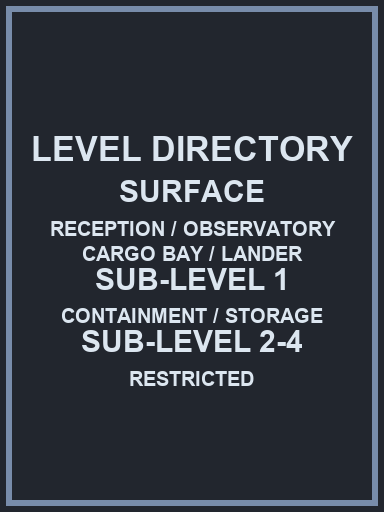 LEVEL DIRECTORY
SURFACE
RECEPTION / OBSERVATORY
CARGO BAY / LANDER
SUB-LEVEL 1
CONTAINMENT / STORAGE
SUB-LEVEL 2-4
RESTRICTED